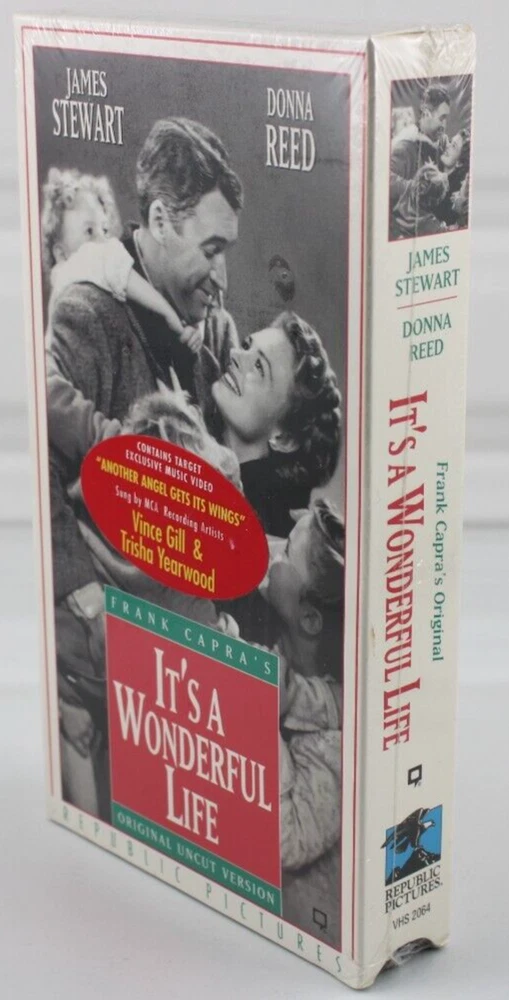 JAMES
STEWART
DONNA
REED
CONTAINS TARGET
EXCLUSIVE MUSIC VIDEO
"ANOTHER ANGEL GETS ITS WINGS"
Sung by MCA Recording Artists
Vince Gill &
Trisha Yearwood
FRANK CAPRA'S
IT'S A
WONDERFUL
LIFE
ORIGINAL UNCUT VERSION
REPUBLIC PICTURES
JAMES
STEWART
DONNA
REED
Frank Capra's Original
IT'S A WONDERFUL LIFE
REPUBLIC
PICTURES.
VHS 2064